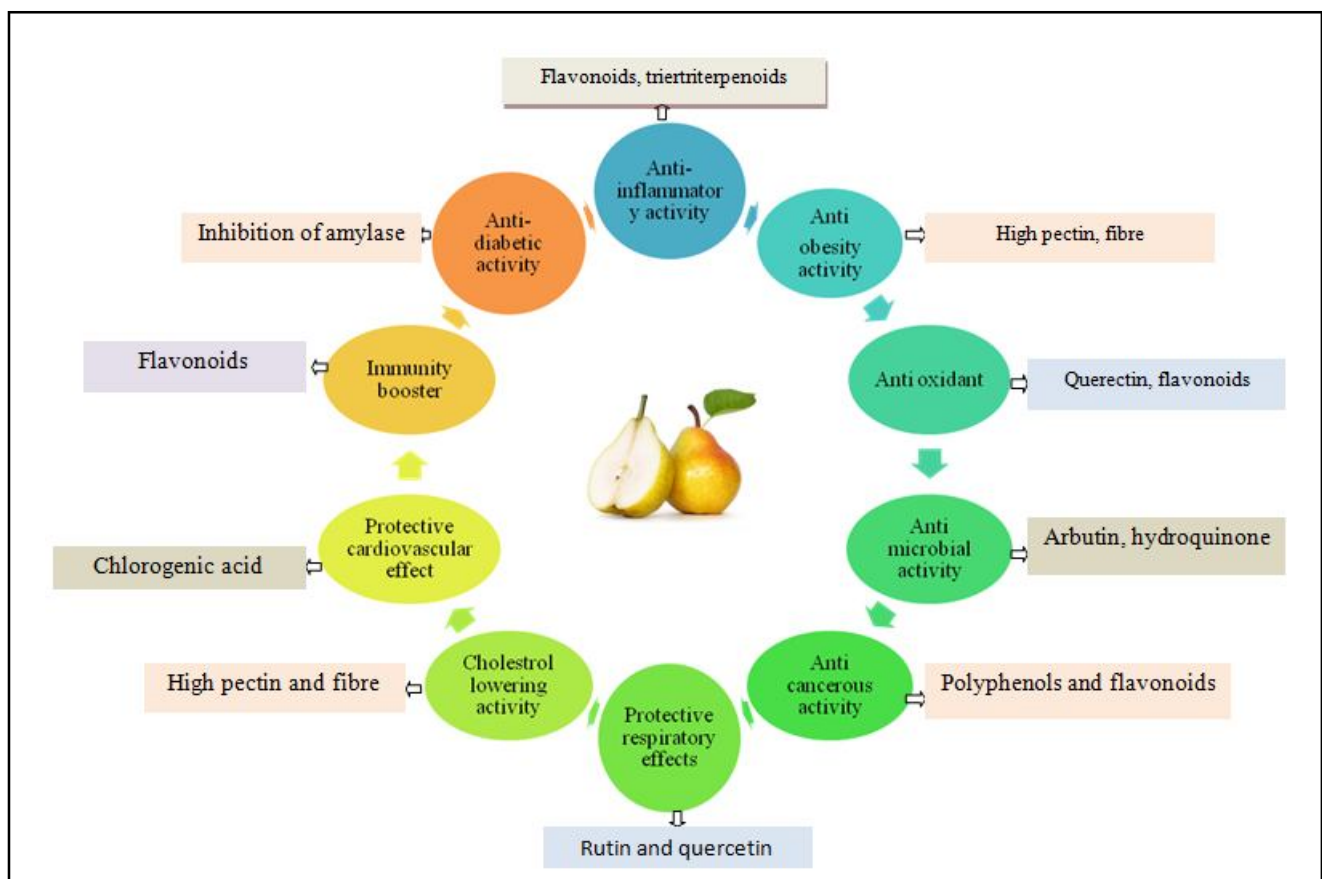 Flavonoids, triertriterpenoids
Anti-
inflammator
y activity
Anti
obesity
activity
High pectin, fibre
Anti oxidant
Querectin, flavonoids
Anti
microbial
activity
Arbutin, hydroquinone
Anti
cancerous
activity
Polyphenols and flavonoids
Protective
respiratory
effects
Rutin and quercetin
Cholestrol
lowering
activity
High pectin and fibre
Protective
cardiovascular
effect
Chlorogenic acid
Immunity
booster
Flavonoids
Anti-
diabetic
activity
Inhibition of amylase